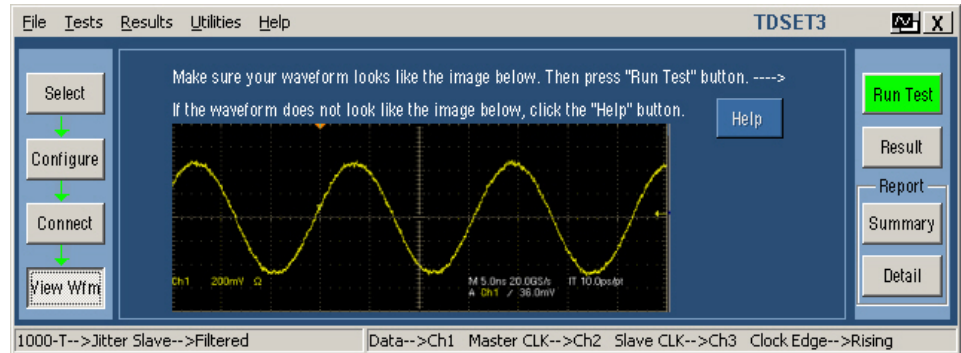 File Tests Results Utilities Help TDSET3 X
Make sure your waveform looks like the image below. Then press "Run Test" button. ---->
If the waveform does not look like the image below, click the "Help" button.
Help
Select
Configure
Connect
View Wfm
Ch1 200mV Ω M 5.0ns 20.0GS/s IT 10.0ps/pt
A Ch1 / 36.0mV
Run Test
Result
Report
Summary
Detail
1000-T-->Jitter Slave-->Filtered Data-->Ch1 Master CLK-->Ch2 Slave CLK-->Ch3 Clock Edge-->Rising